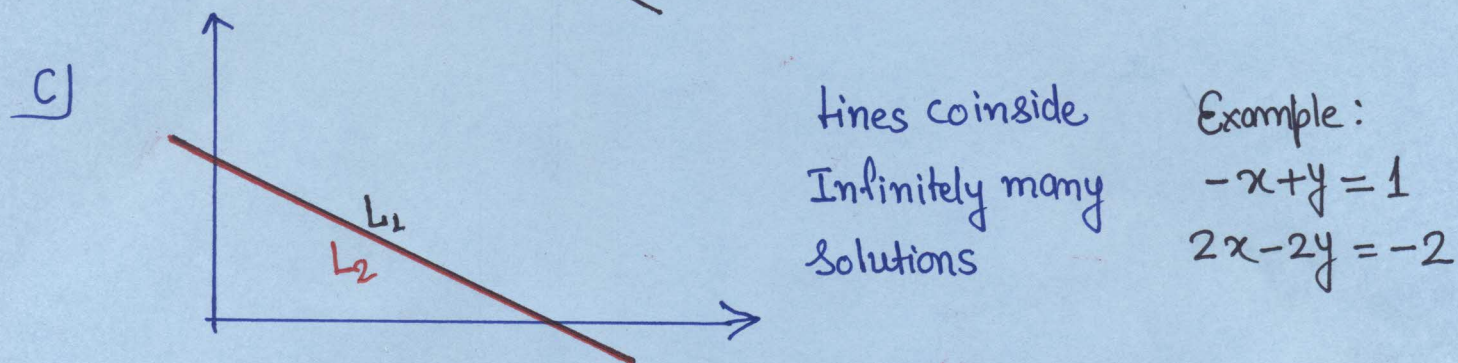 C)
Lines coinside
Infinitely many
Solutions
Example:
-x+y = 1
2x-2y = -2
L1
L2